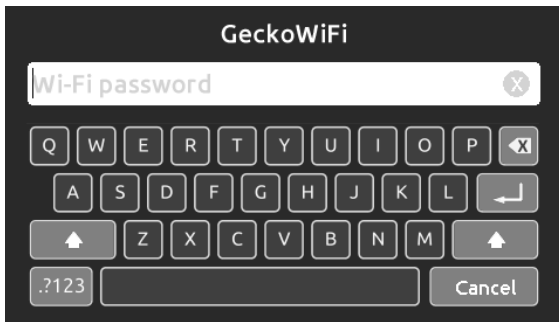 GeckoWiFi
Wi-Fi password
X
Q W E R T Y U I O P X
A S D F G H J K L
Z X C V B N M
.?123 Cancel